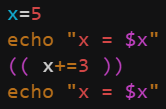 x=5
echo "x = $x"
(( x+=3 ))
echo "x = $x"